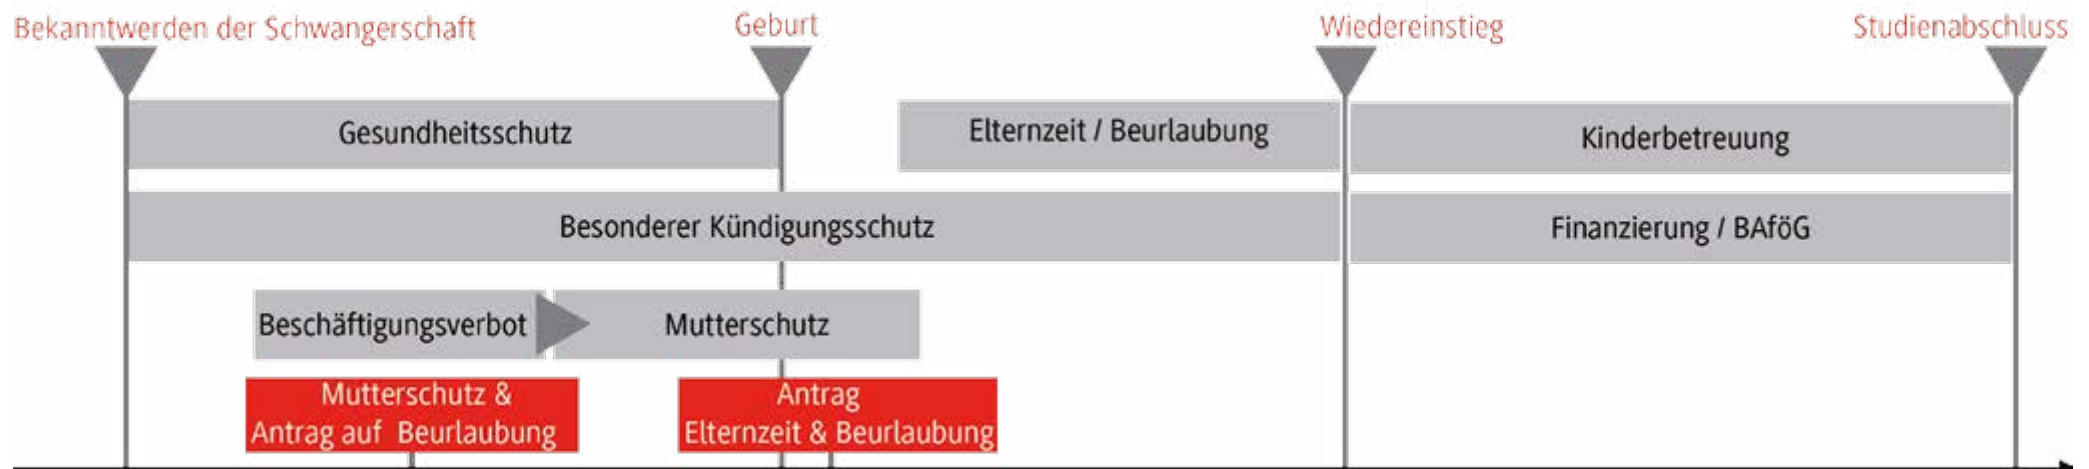 Bekanntwerden der Schwangerschaft
Geburt
Wiedereinstieg
Studienabschluss
Gesundheitsschutz
Elternzeit / Beurlaubung
Kinderbetreuung
Besonderer Kündigungsschutz
Finanzierung / BAföG
Beschäftigungsverbot
Mutterschutz
Mutterschutz &
Antrag auf Beurlaubung
Antrag
Elternzeit & Beurlaubung